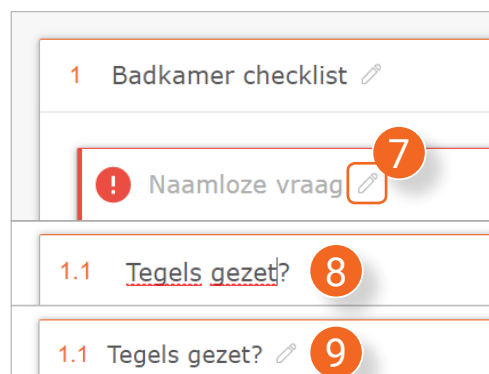 1 Badkamer checklist
7
! Naamloze vraag
1.1 Tegels gezet? 8
1.1 Tegels gezet? 9